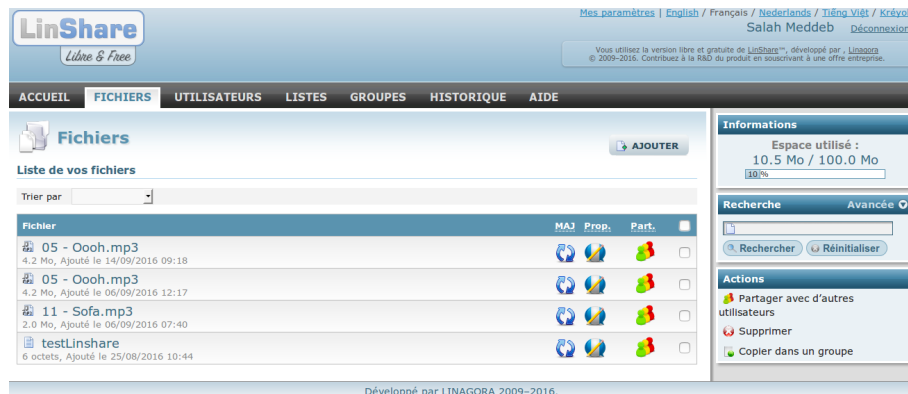 LinShare
Libre & Free
Mes paramètres | English / Français / Nederlands / Tiếng Việt / Kréyol
Salah Meddeb Déconnexion
Vous utilisez la version libre et gratuite de LinShare™, développé par , Linagora
© 2009–2016. Contribuez à la R&D du produit en souscrivant à une offre entreprise.
ACCUEIL FICHIERS UTILISATEURS LISTES GROUPES HISTORIQUE AIDE
Fichiers
AJOUTER
Liste de vos fichiers
Trier par
Fichier MAJ Prop. Part.
05 - Oooh.mp3
4.2 Mo, Ajouté le 14/09/2016 09:18
05 - Oooh.mp3
4.2 Mo, Ajouté le 06/09/2016 12:17
11 - Sofa.mp3
2.0 Mo, Ajouté le 06/09/2016 07:40
testLinshare
6 octets, Ajouté le 25/08/2016 10:44
Informations
Espace utilisé :
10.5 Mo / 100.0 Mo
10 %
Recherche Avancée
Rechercher Réinitialiser
Actions
Partager avec d’autres
utilisateurs
Supprimer
Copier dans un groupe
Développé par LINAGORA 2009–2016.